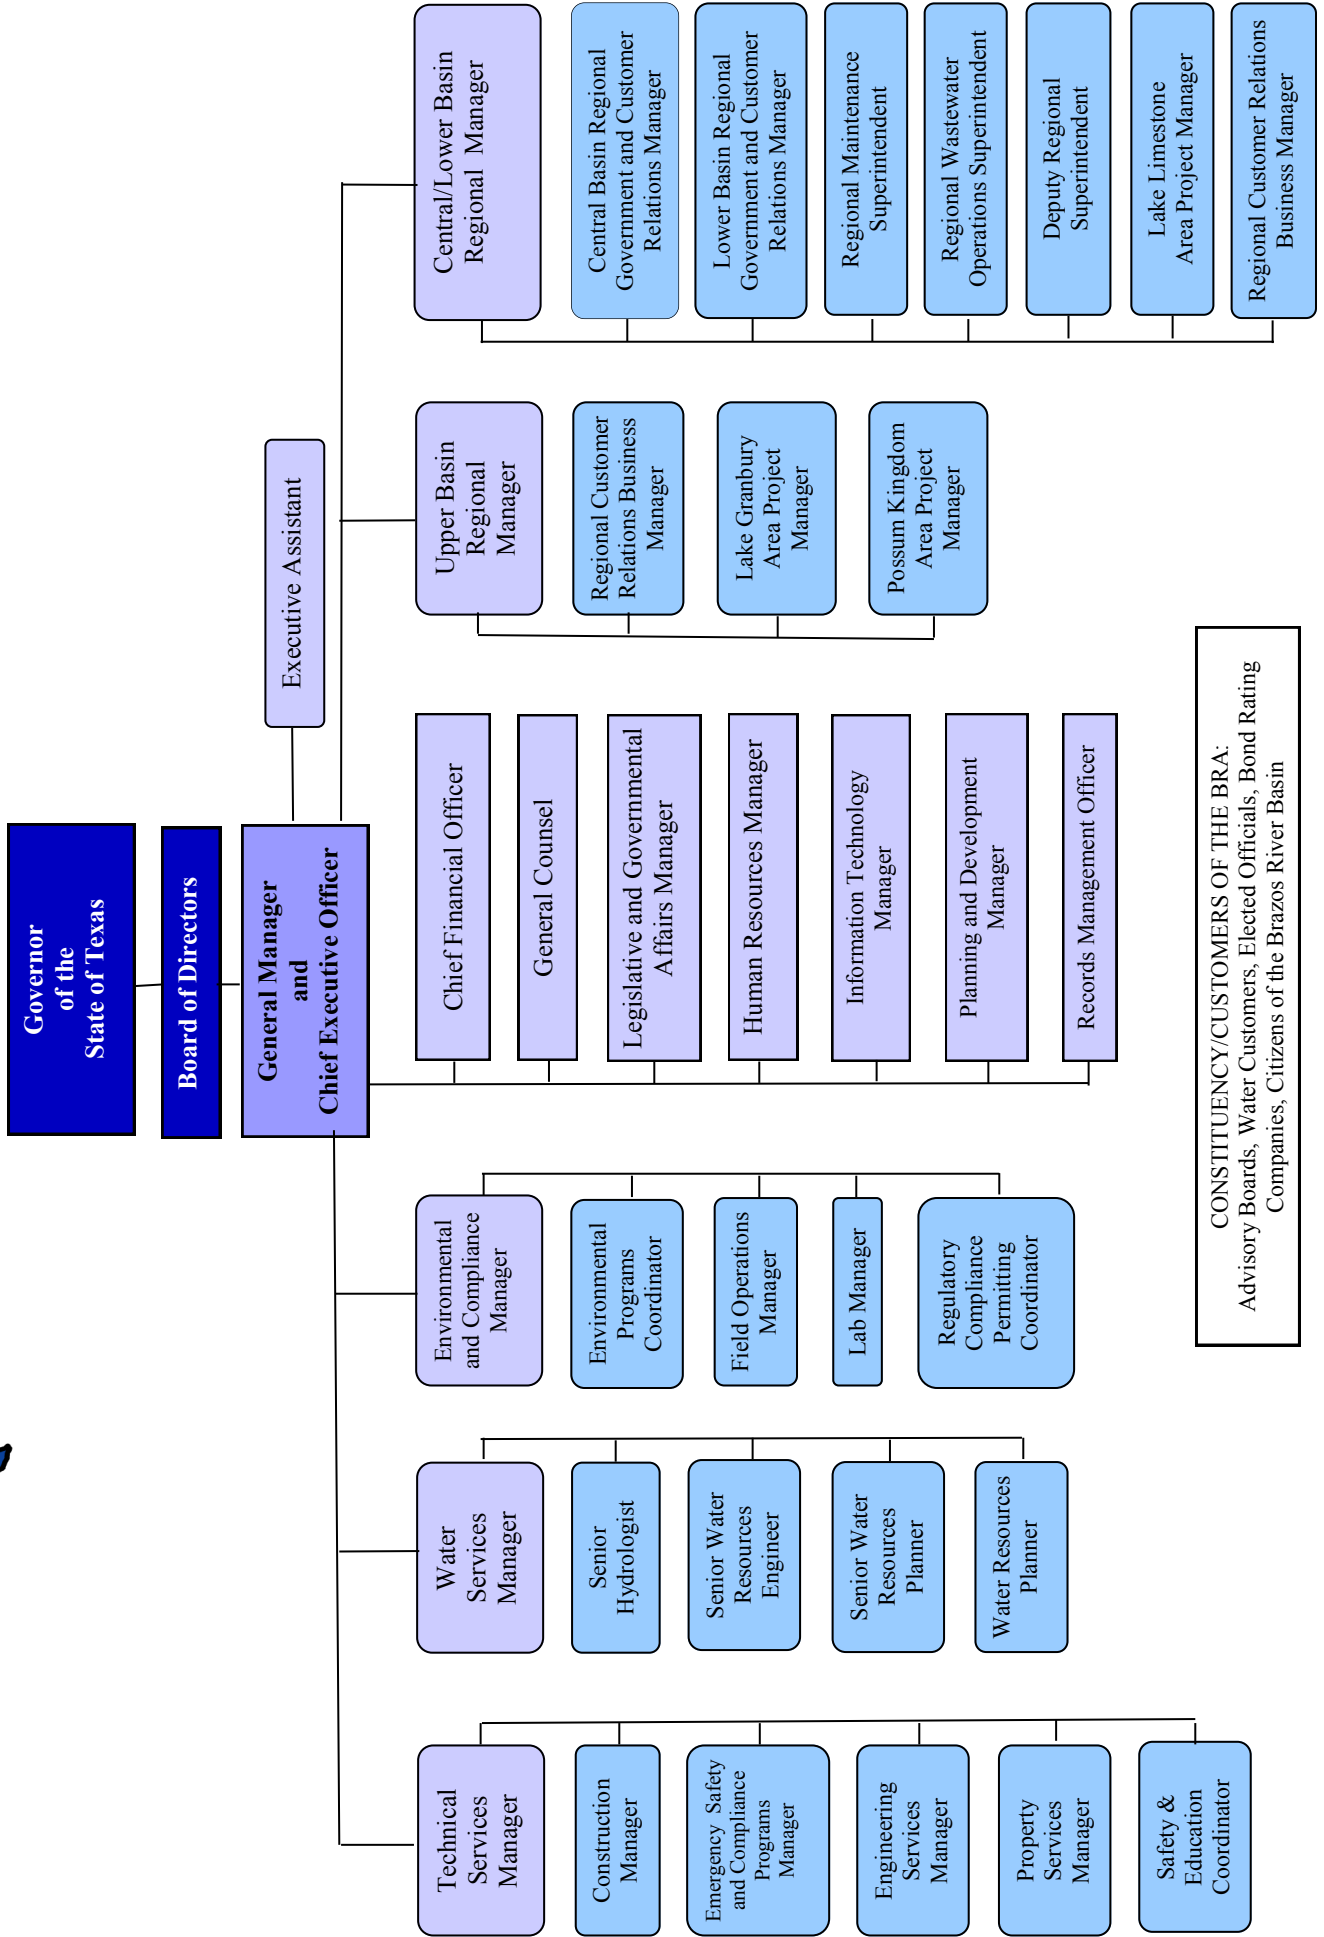 Governor
of the
State of Texas
Board of Directors
General Manager
and
Chief Executive Officer
Executive Assistant
Technical
Services
Manager
Construction
Manager
Emergency Safety
and Compliance
Programs
Manager
Engineering
Services
Manager
Property
Services
Manager
Safety &
Education
Coordinator
Water
Services
Manager
Senior
Hydrologist
Senior Water
Resources
Engineer
Senior Water
Resources
Planner
Water Resources
Planner
Environmental
and Compliance
Manager
Environmental
Programs
Coordinator
Field Operations
Manager
Lab Manager
Regulatory
Compliance
Permitting
Coordinator
Chief Financial Officer
General Counsel
Legislative and Governmental
Affairs Manager
Human Resources Manager
Information Technology
Manager
Planning and Development
Manager
Records Management Officer
Upper Basin
Regional
Manager
Regional Customer
Relations Business
Manager
Lake Granbury
Area Project
Manager
Possum Kingdom
Area Project
Manager
Central/Lower Basin
Regional Manager
Central Basin Regional
Government and Customer
Relations Manager
Lower Basin Regional
Government and Customer
Relations Manager
Regional Maintenance
Superintendent
Regional Wastewater
Operations Superintendent
Deputy Regional
Superintendent
Lake Limestone
Area Project Manager
Regional Customer Relations
Business Manager
CONSTITUENCY/CUSTOMERS OF THE BRA:
Advisory Boards, Water Customers, Elected Officials, Bond Rating
Companies, Citizens of the Brazos River Basin